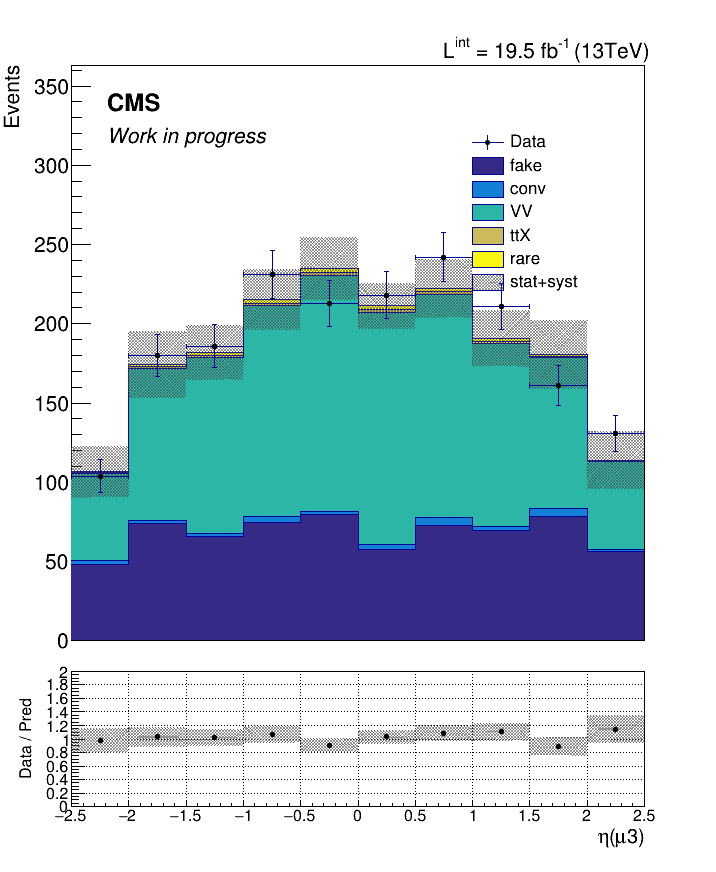 L^int = 19.5 fb^-1 (13TeV)
Events
CMS
Work in progress
Data
fake
conv
VV
ttX
rare
stat+syst
350
300
250
200
150
100
50
0
Data / Pred
2
1.8
1.6
1.4
1.2
1
0.8
0.6
0.4
0.2
0
−2.5 −2 −1.5 −1 −0.5 0 0.5 1 1.5 2 2.5
η(μ3)